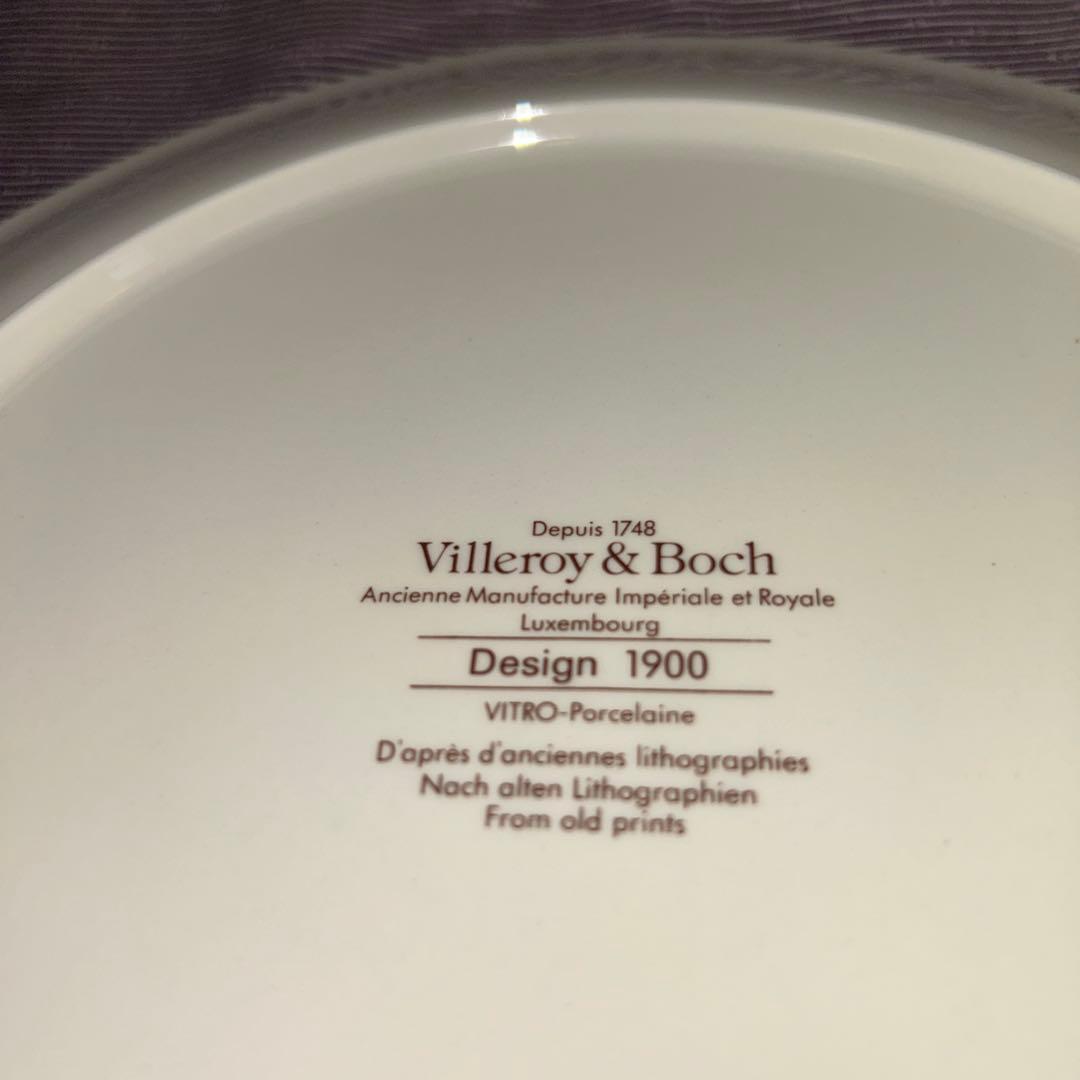 Depuis 1748
Villeroy & Boch
Ancienne Manufacture Impériale et Royale
Luxembourg
Design 1900
VITRO-Porcelaine
D'après d'anciennes lithographies
Nach alten Lithographien
From old prints